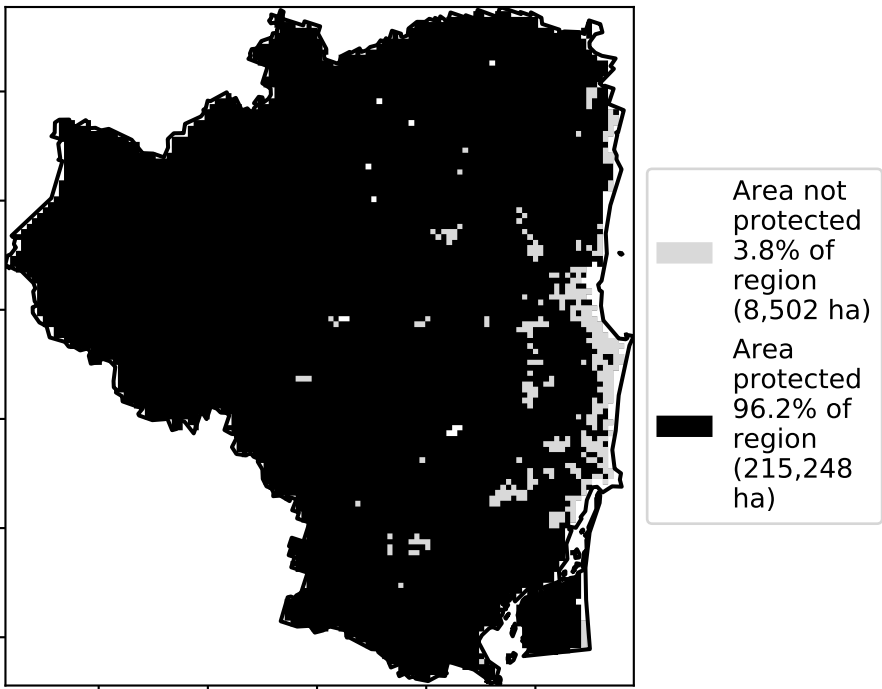 Area not
protected
3.8% of
region
(8,502 ha)
Area
protected
96.2% of
region
(215,248
ha)